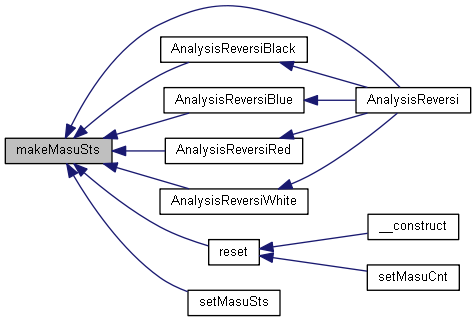 makeMasuSts
AnalysisReversiBlack
AnalysisReversiBlue
AnalysisReversiRed
AnalysisReversiWhite
AnalysisReversi
reset
__construct
setMasuCnt
setMasuSts